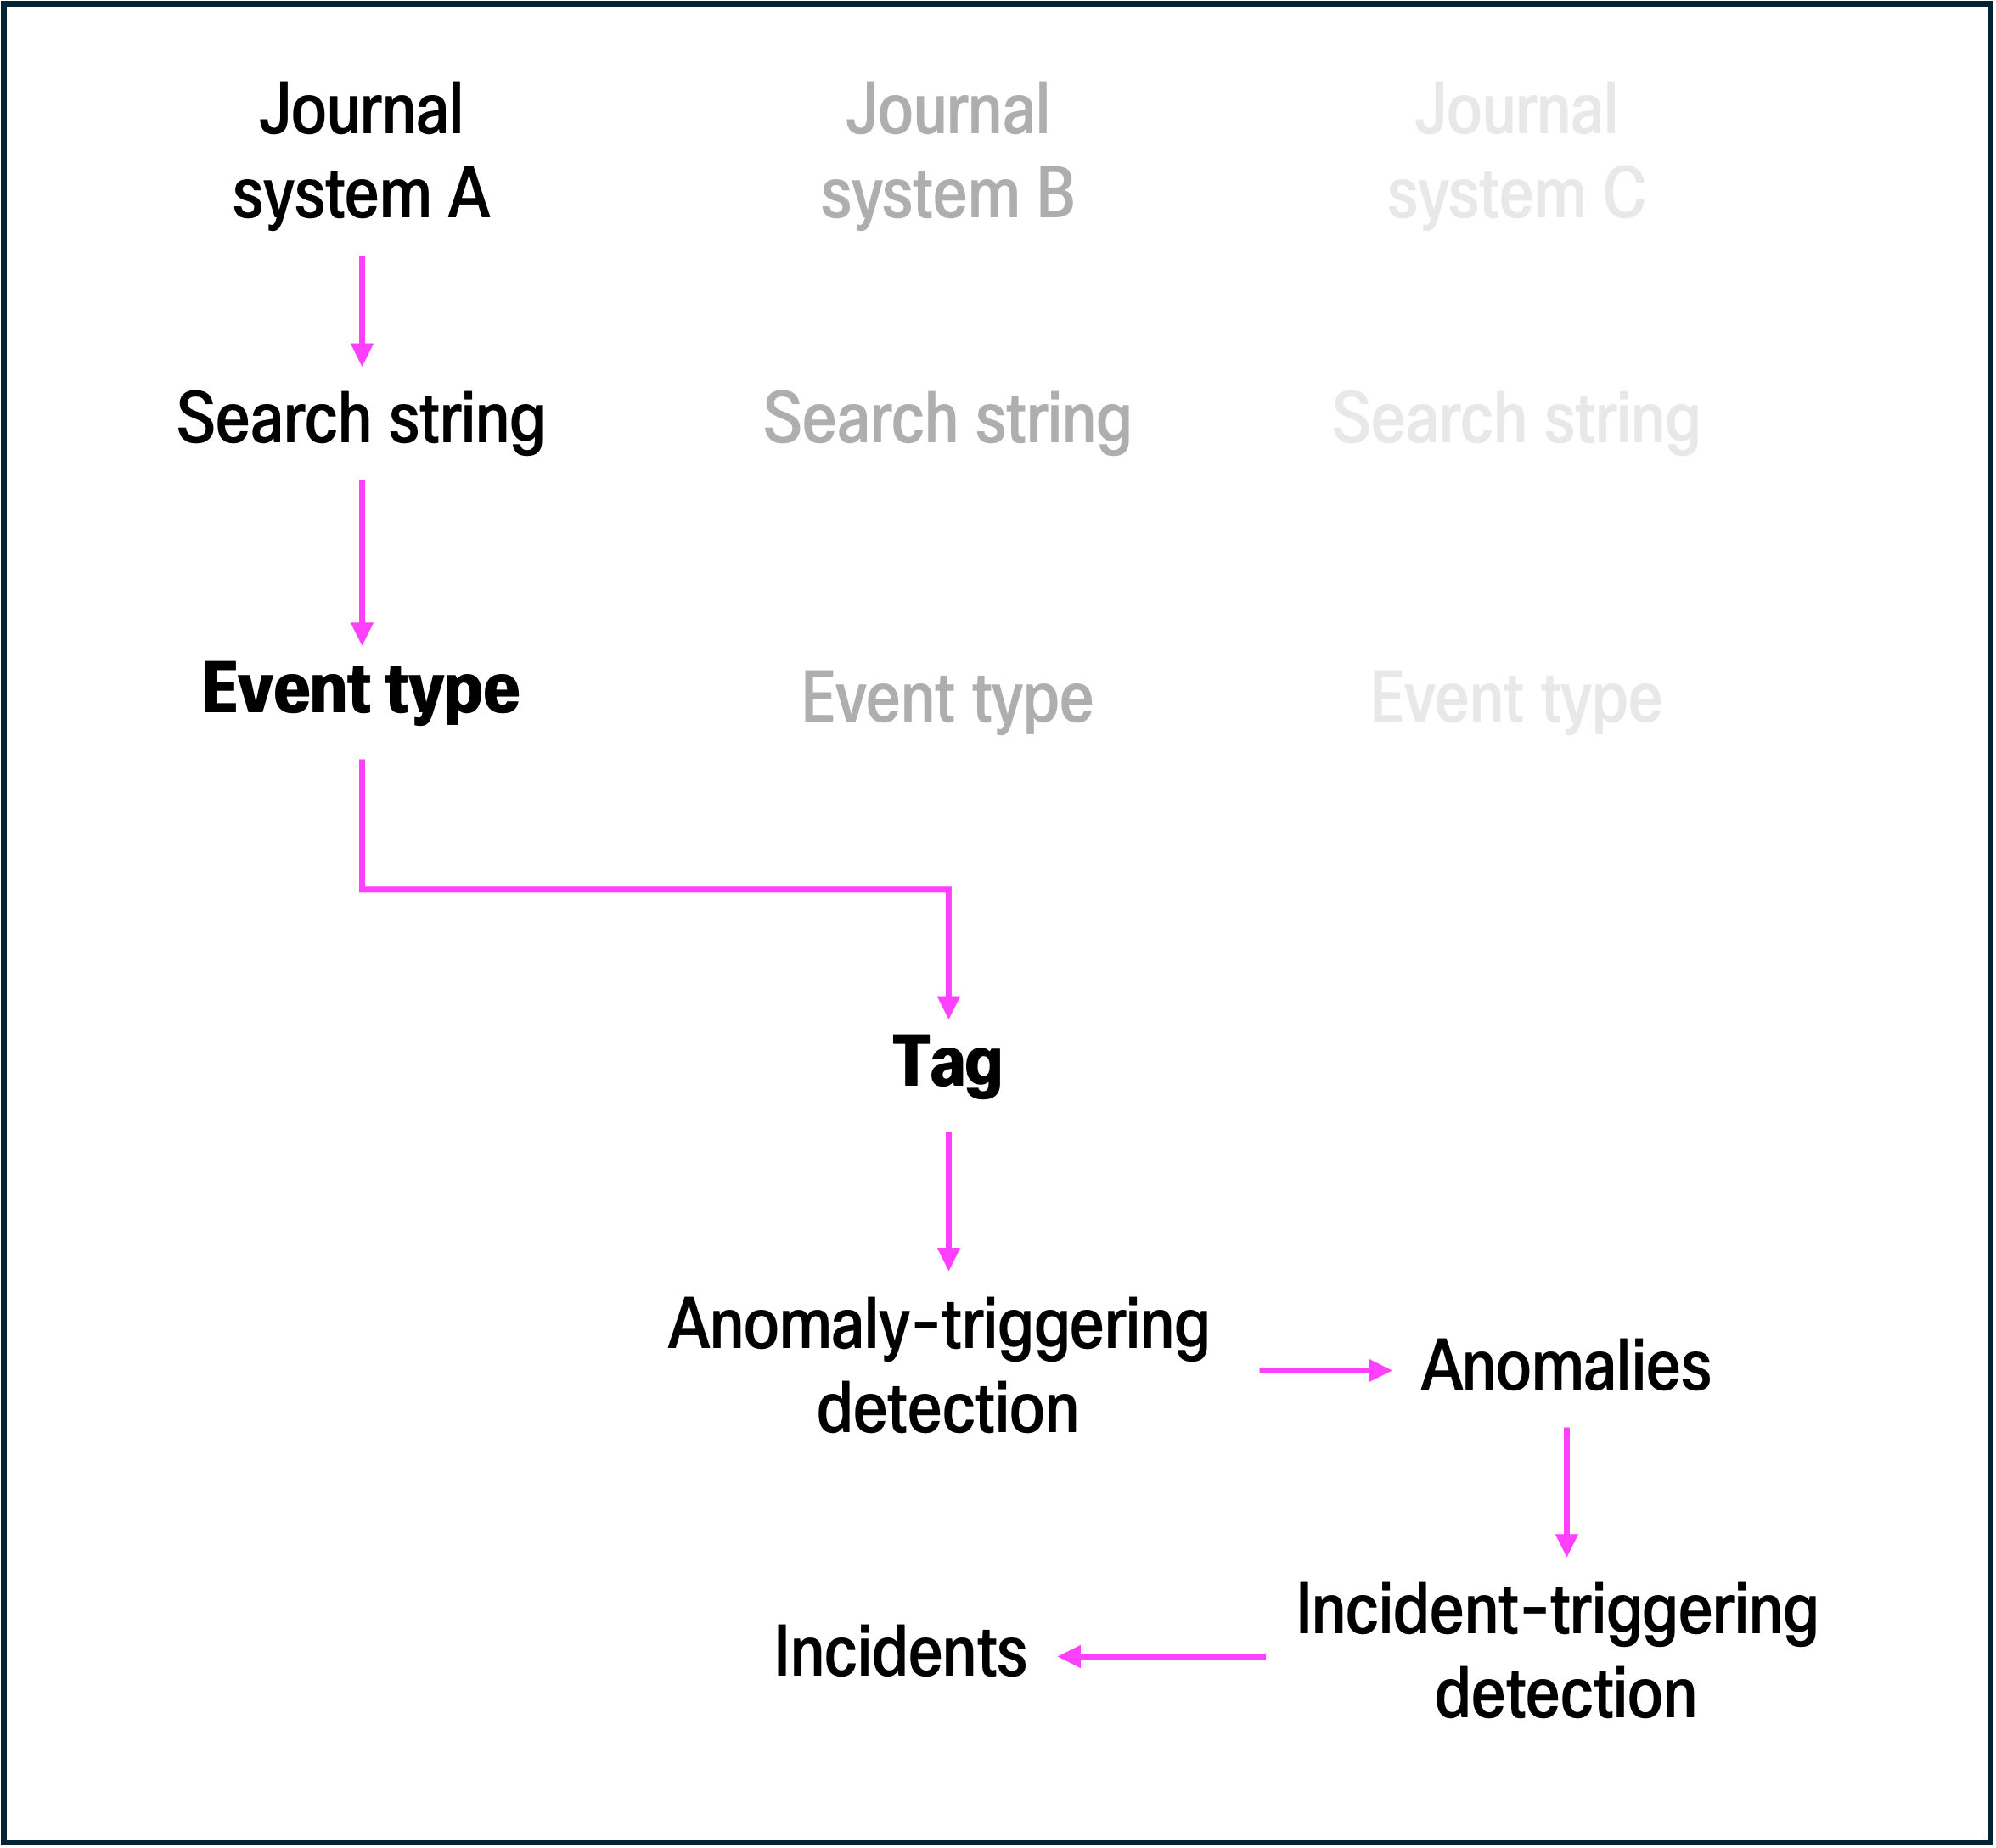 Journal
system A
Journal
system B
Journal
system C
Search string
Search string
Search string
Event type
Event type
Event type
Tag
Anomaly-triggering
detection
Anomalies
Incident-triggering
detection
Incidents